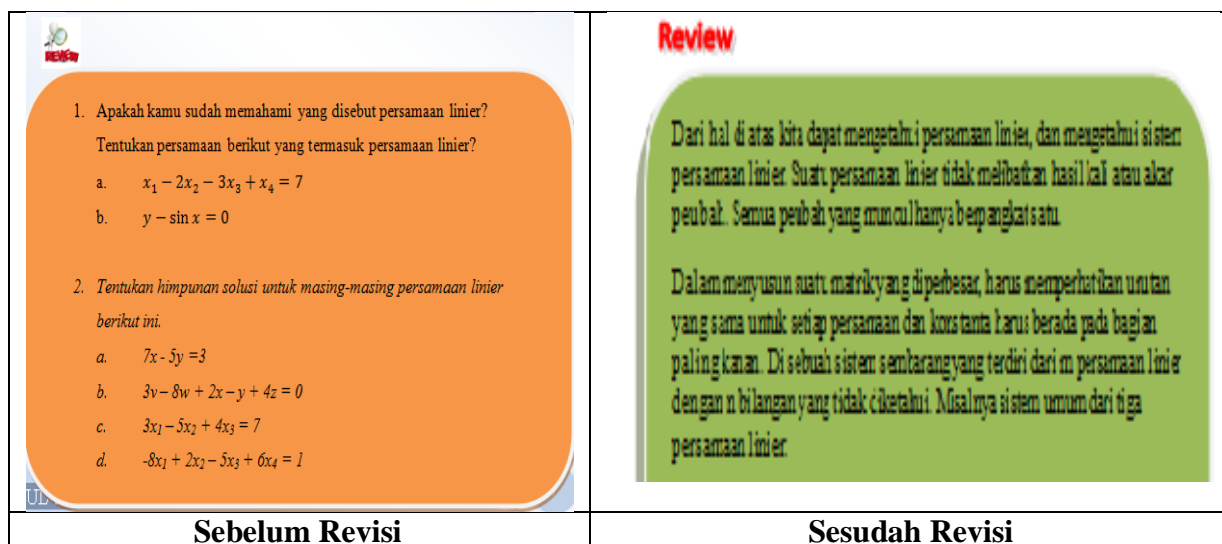 REVIEW
1. Apakah kamu sudah memahami yang disebut persamaan linier?
Tentukan persamaan berikut yang termasuk persamaan linier?
a. x₁ − 2x₂ − 3x₃ + x₄ = 7
b. y − sin x = 0
2. Tentukan himpunan solusi untuk masing-masing persamaan linier
berikut ini.
a. 7x - 5y =3
b. 3v – 8w + 2x – y + 4z = 0
c. 3x₁ – 5x₂ + 4x₃ = 7
d. -8x₁ + 2x₂ – 5x₃ + 6x₄ = 1
UL
Sebelum Revisi
Review
Dari hal di atas kita dapat mengetahui persamaan linier, dan mengetahui sistem
persamaan linier. Suatu persamaan linier tidak melibatkan hasil kali atau akar
peubah. Semua peubah yang muncul hanya berpangkat satu.
Dalam menyusun suatu matrik yang diperbesar, harus memperhatikan urutan
yang sama untuk setiap persamaan dan konstanta harus berada pada bagian
paling kanan. Di sebuah sistem sembarang yang terdiri dari m persamaan linier
dengan n bilangan yang tidak diketahui. Misalnya sistem umum dari tiga
persamaan linier.
Sesudah Revisi